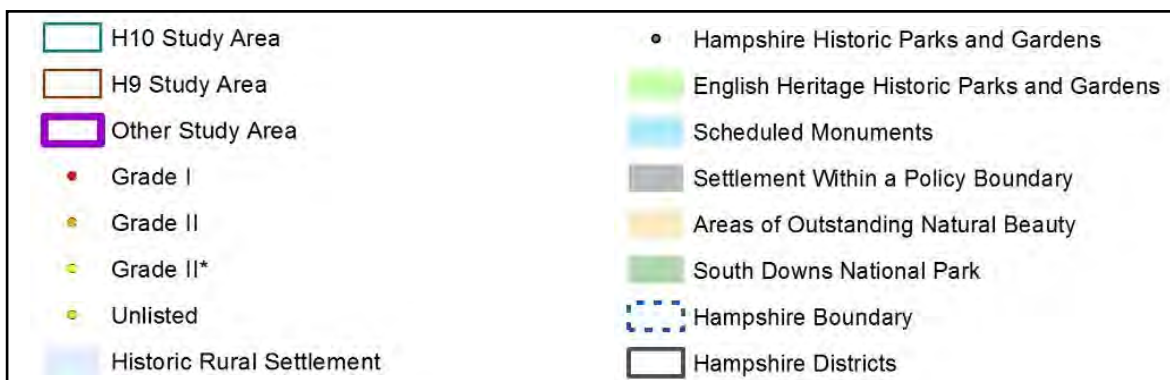 H10 Study Area
H9 Study Area
Other Study Area
Grade I
Grade II
Grade II*
Unlisted
Historic Rural Settlement
Hampshire Historic Parks and Gardens
English Heritage Historic Parks and Gardens
Scheduled Monuments
Settlement Within a Policy Boundary
Areas of Outstanding Natural Beauty
South Downs National Park
Hampshire Boundary
Hampshire Districts